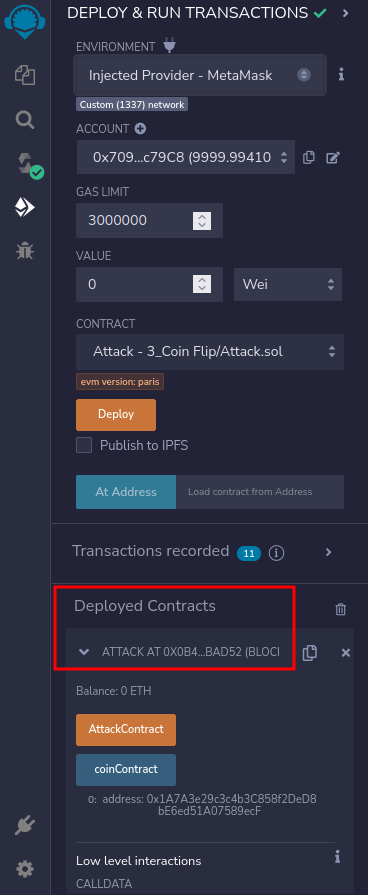 DEPLOY & RUN TRANSACTIONS
ENVIRONMENT
Injected Provider - MetaMask
Custom (1337) network
ACCOUNT
0x709...c79C8 (9999.99410
GAS LIMIT
3000000
VALUE
0 Wei
CONTRACT
Attack - 3_Coin Flip/Attack.sol
evm version: paris
Deploy
Publish to IPFS
At Address Load contract from Address
Transactions recorded 11 i
Deployed Contracts
ATTACK AT 0X0B4...BAD52 (BLOCI
Balance: 0 ETH
AttackContract
coinContract
0: address: 0x1A7A3e29c3c4b3C858f2DeD8
bE6ed51A07589ecF
Low level interactions
CALLDATA